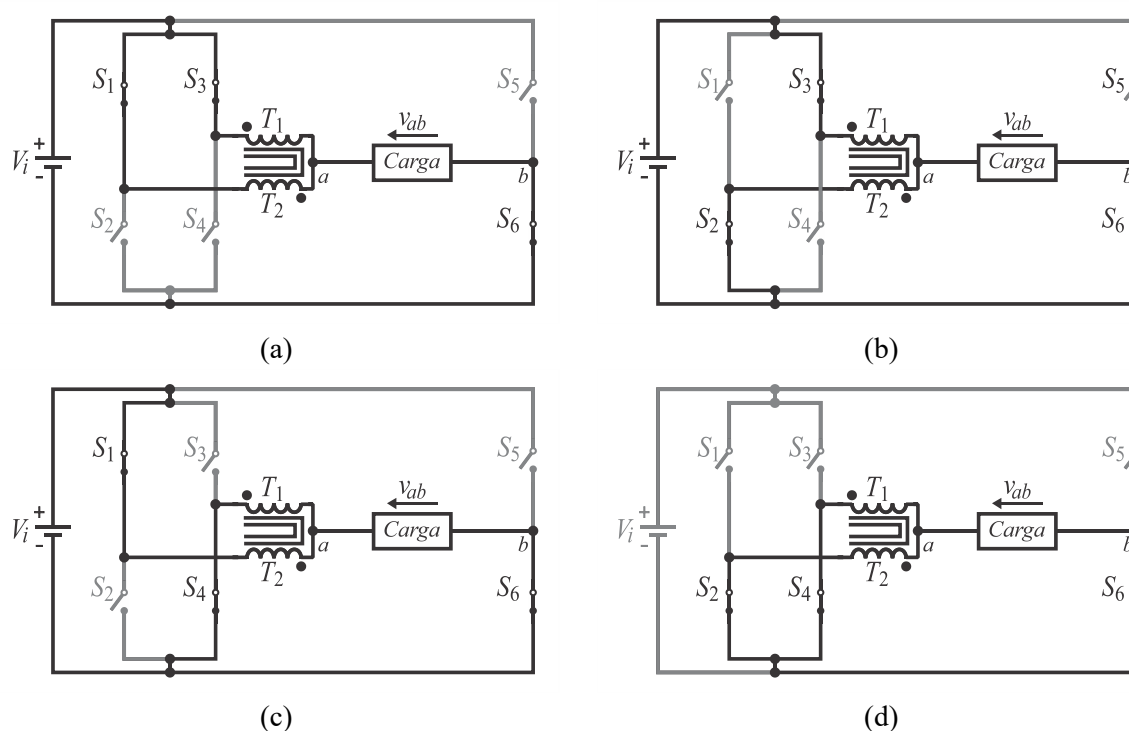 S1
S3
S5
T1
vab
+
Vi
-
Carga
a
b
T2
S2
S4
S6
(a)
S1
S3
S5
T1
vab
+
Vi
-
Carga
a
b
T2
S2
S4
S6
(b)
S1
S3
S5
T1
vab
+
Vi
-
Carga
a
b
T2
S2
S4
S6
(c)
S1
S3
S5
T1
vab
+
Vi
-
Carga
a
b
T2
S2
S4
S6
(d)